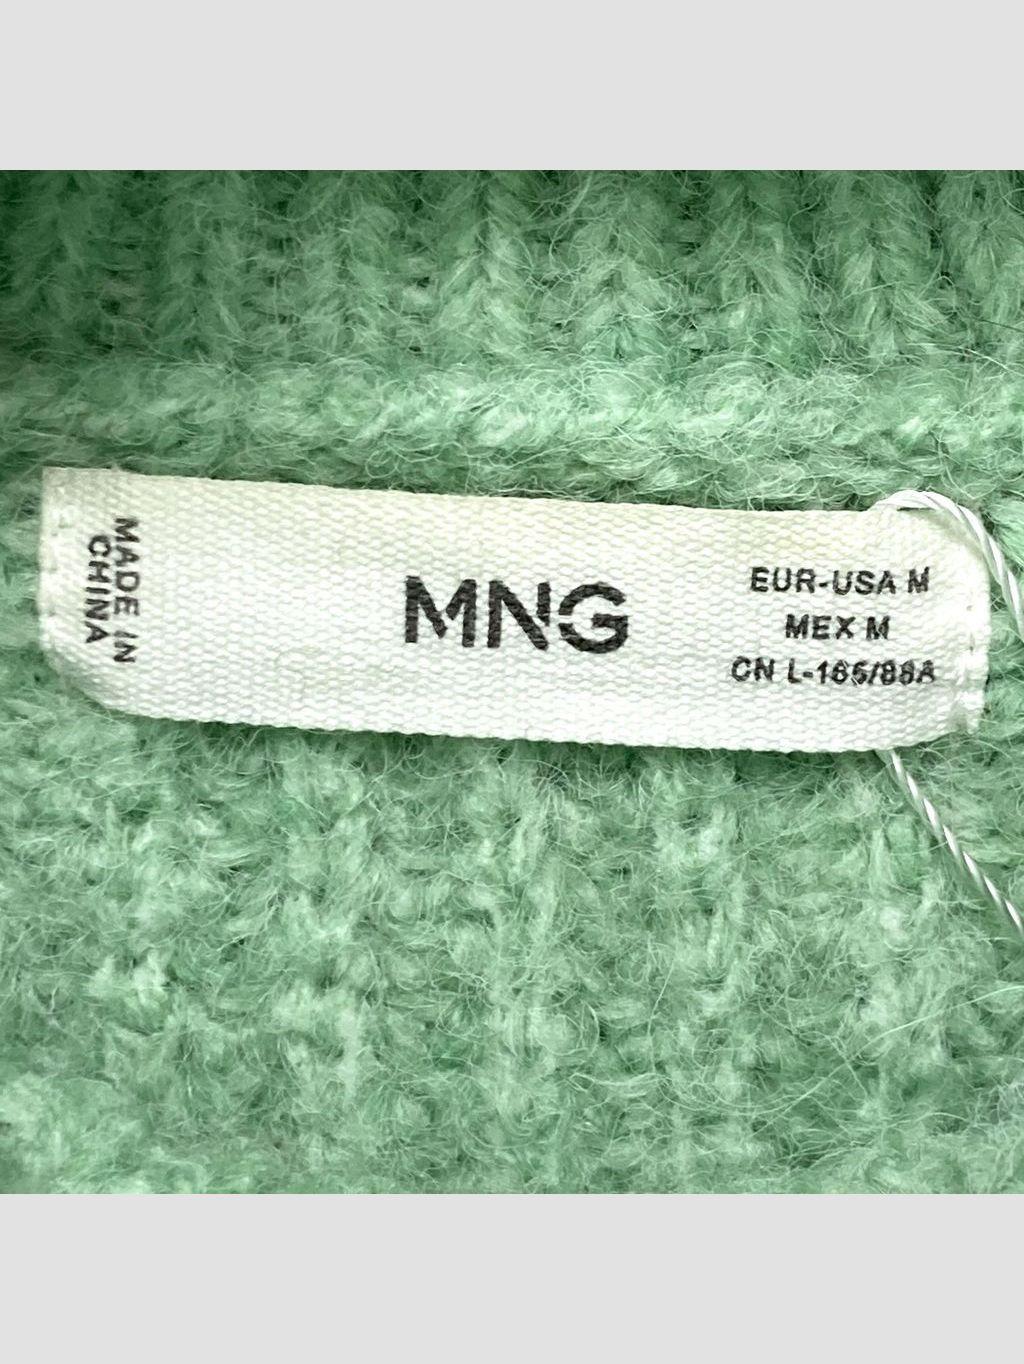 MADE IN
CHINA
MNG
EUR-USA M
MEX M
CN L-165/88A